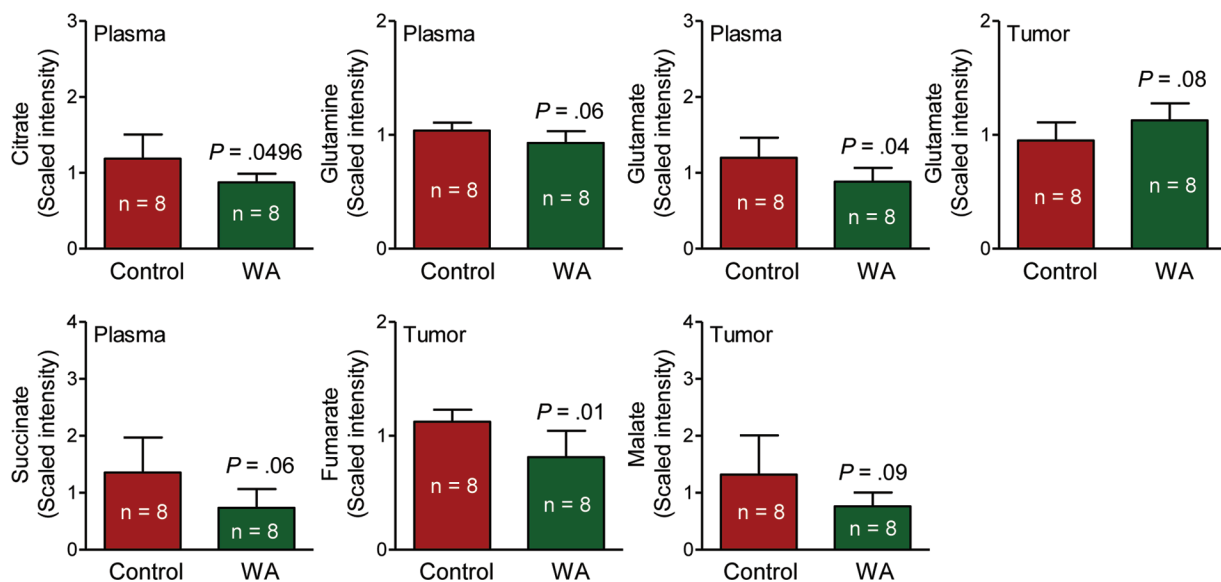 Citrate
(Scaled intensity)
3
2
1
0
Plasma
P = .0496
n = 8
n = 8
Control
WA
Glutamine
(Scaled intensity)
2
1
0
Plasma
P = .06
n = 8
n = 8
Control
WA
Glutamate
(Scaled intensity)
3
2
1
0
Plasma
P = .04
n = 8
n = 8
Control
WA
Glutamate
(Scaled intensity)
2
1
0
Tumor
P = .08
n = 8
n = 8
Control
WA
Succinate
(Scaled intensity)
4
3
2
1
0
Plasma
P = .06
n = 8
n = 8
Control
WA
Fumarate
(Scaled intensity)
2
1
0
Tumor
P = .01
n = 8
n = 8
Control
WA
Malate
(Scaled intensity)
4
3
2
1
0
Tumor
P = .09
n = 8
n = 8
Control
WA